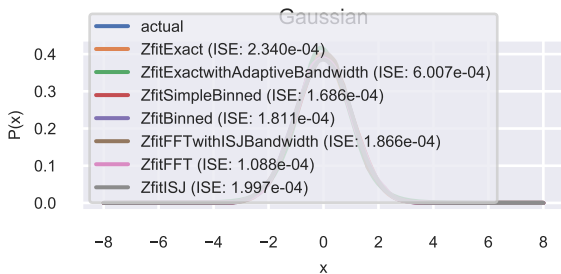 Gaussian
actual
ZfitExact (ISE: 2.340e-04)
ZfitExactwithAdaptiveBandwidth (ISE: 6.007e-04)
ZfitSimpleBinned (ISE: 1.686e-04)
ZfitBinned (ISE: 1.811e-04)
ZfitFFTwithISJBandwidth (ISE: 1.866e-04)
ZfitFFT (ISE: 1.088e-04)
ZfitISJ (ISE: 1.997e-04)
P(x)
0.4
0.3
0.2
0.1
0.0
−8 −6 −4 −2 0 2 4 6 8
x